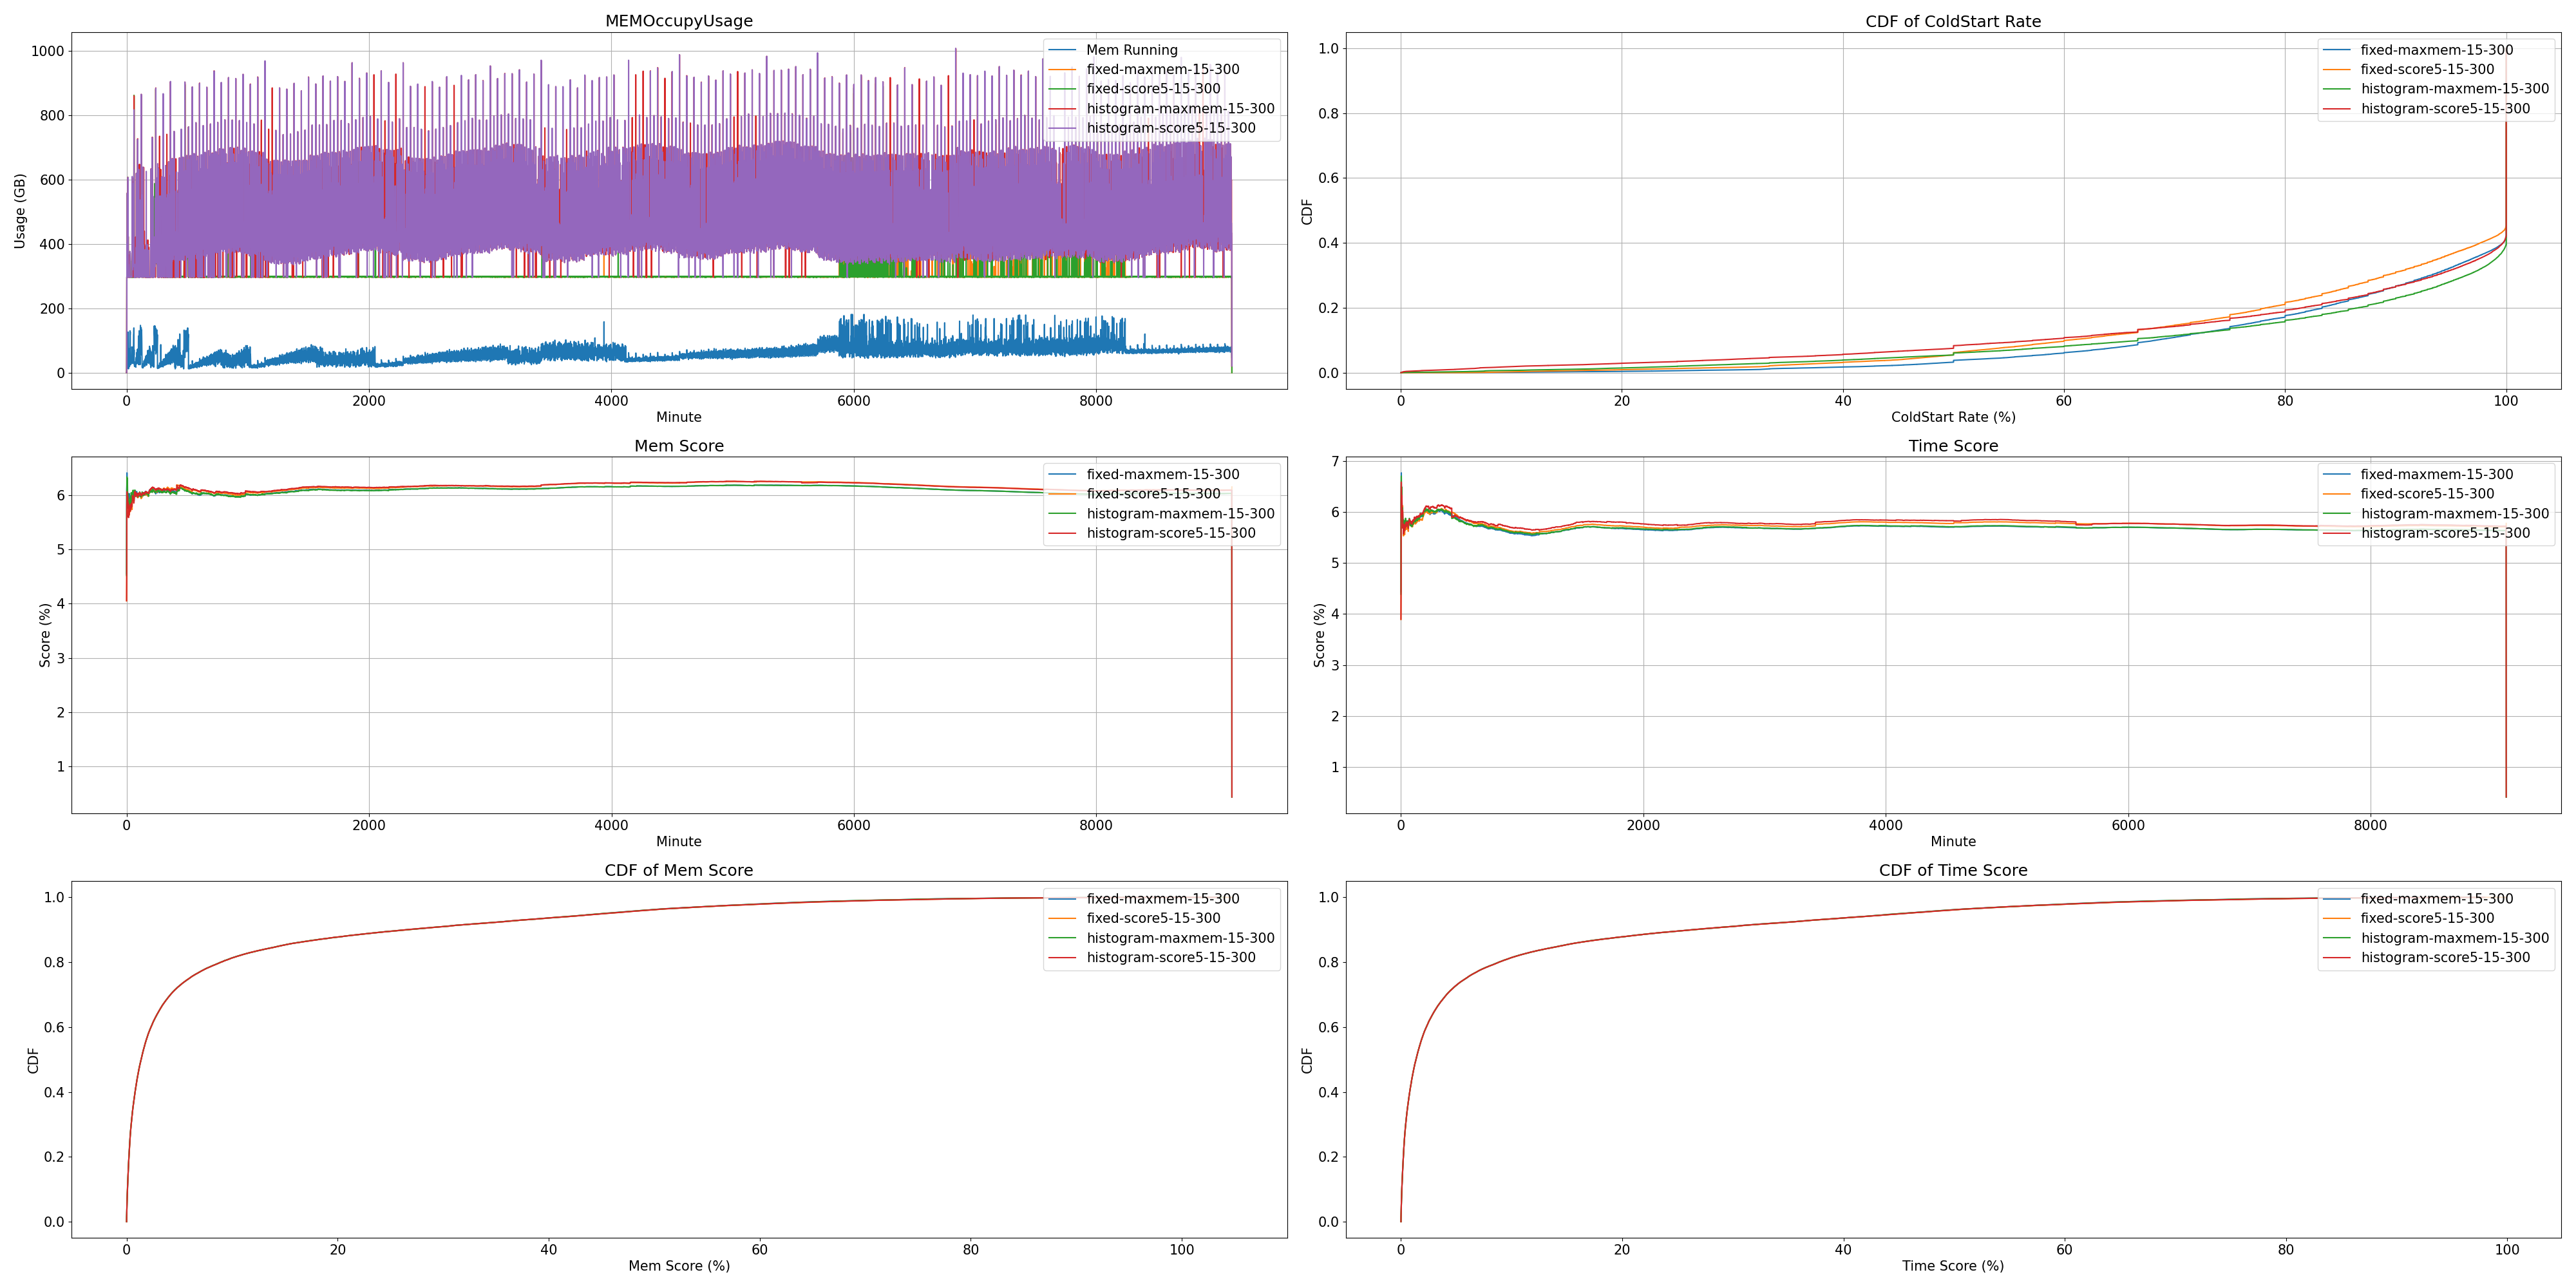 MEMOccupyUsage
Usage (GB)
1000
800
600
400
200
0
Mem Running
fixed-maxmem-15-300
fixed-score5-15-300
histogram-maxmem-15-300
histogram-score5-15-300
0 2000 4000 6000 8000
Minute
CDF of ColdStart Rate
CDF
1.0
0.8
0.6
0.4
0.2
0.0
fixed-maxmem-15-300
fixed-score5-15-300
histogram-maxmem-15-300
histogram-score5-15-300
0 20 40 60 80 100
ColdStart Rate (%)
Mem Score
Score (%)
6
5
4
3
2
1
fixed-maxmem-15-300
fixed-score5-15-300
histogram-maxmem-15-300
histogram-score5-15-300
0 2000 4000 6000 8000
Minute
Time Score
Score (%)
7
6
5
4
3
2
1
fixed-maxmem-15-300
fixed-score5-15-300
histogram-maxmem-15-300
histogram-score5-15-300
0 2000 4000 6000 8000
Minute
CDF of Mem Score
CDF
1.0
0.8
0.6
0.4
0.2
0.0
fixed-maxmem-15-300
fixed-score5-15-300
histogram-maxmem-15-300
histogram-score5-15-300
0 20 40 60 80 100
Mem Score (%)
CDF of Time Score
CDF
1.0
0.8
0.6
0.4
0.2
0.0
fixed-maxmem-15-300
fixed-score5-15-300
histogram-maxmem-15-300
histogram-score5-15-300
0 20 40 60 80 100
Time Score (%)